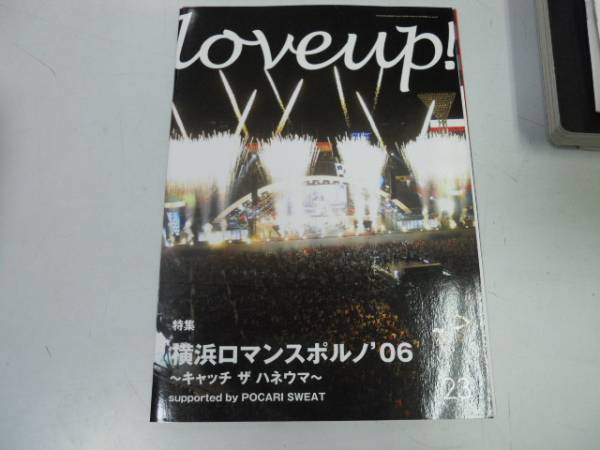 loveup!
特集
横浜ロマンスポルノ'06
～キャッチ ザ ハネウマ～
supported by POCARI SWEAT
23